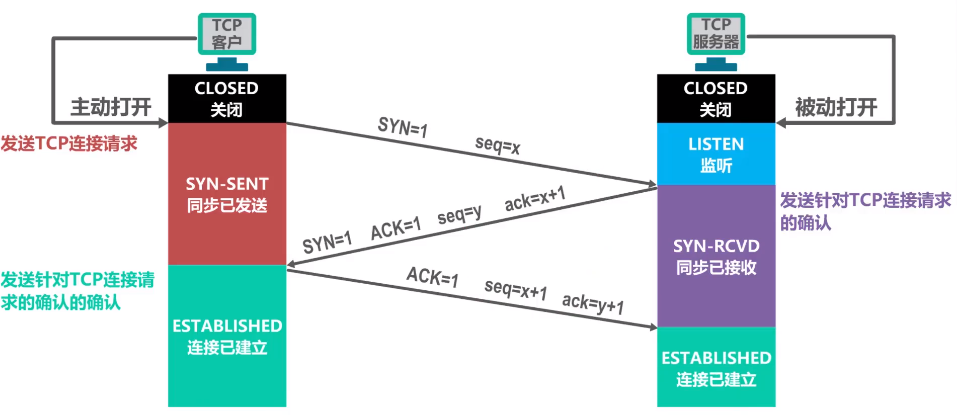 TCP
客户
TCP
服务器
CLOSED
关闭
CLOSED
关闭
主动打开
被动打开
发送TCP连接请求
SYN=1 seq=x
LISTEN
监听
SYN-SENT
同步已发送
SYN=1 ACK=1 seq=y ack=x+1
发送针对TCP连接请求
的确认
SYN-RCVD
同步已接收
发送针对TCP连接请
求的确认的确认
ACK=1 seq=x+1 ack=y+1
ESTABLISHED
连接已建立
ESTABLISHED
连接已建立